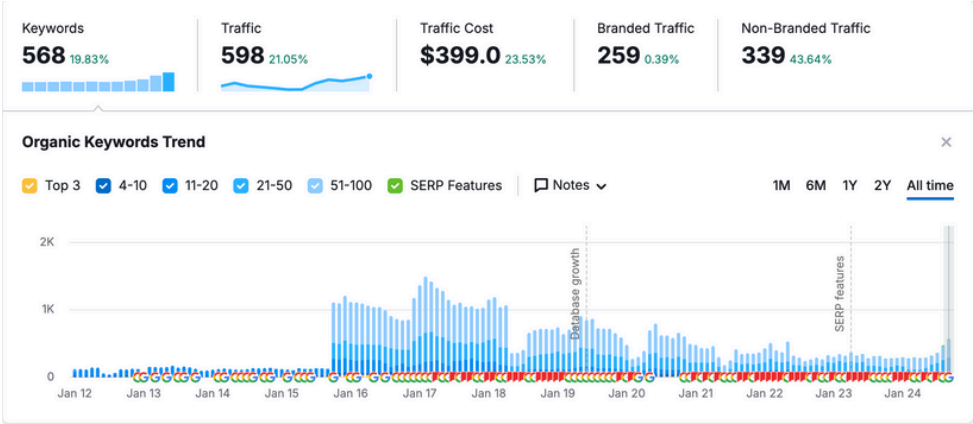 Keywords Traffic Traffic Cost Branded Traffic Non-Branded Traffic
568 19.83% 598 21.05% $399.0 23.53% 259 0.39% 339 43.64%
Organic Keywords Trend
Top 3 4-10 11-20 21-50 51-100 SERP Features Notes 1M 6M 1Y 2Y All time
2K
1K
0
Database growth
SERP features
Jan 12 Jan 13 Jan 14 Jan 15 Jan 16 Jan 17 Jan 18 Jan 19 Jan 20 Jan 21 Jan 22 Jan 23 Jan 24